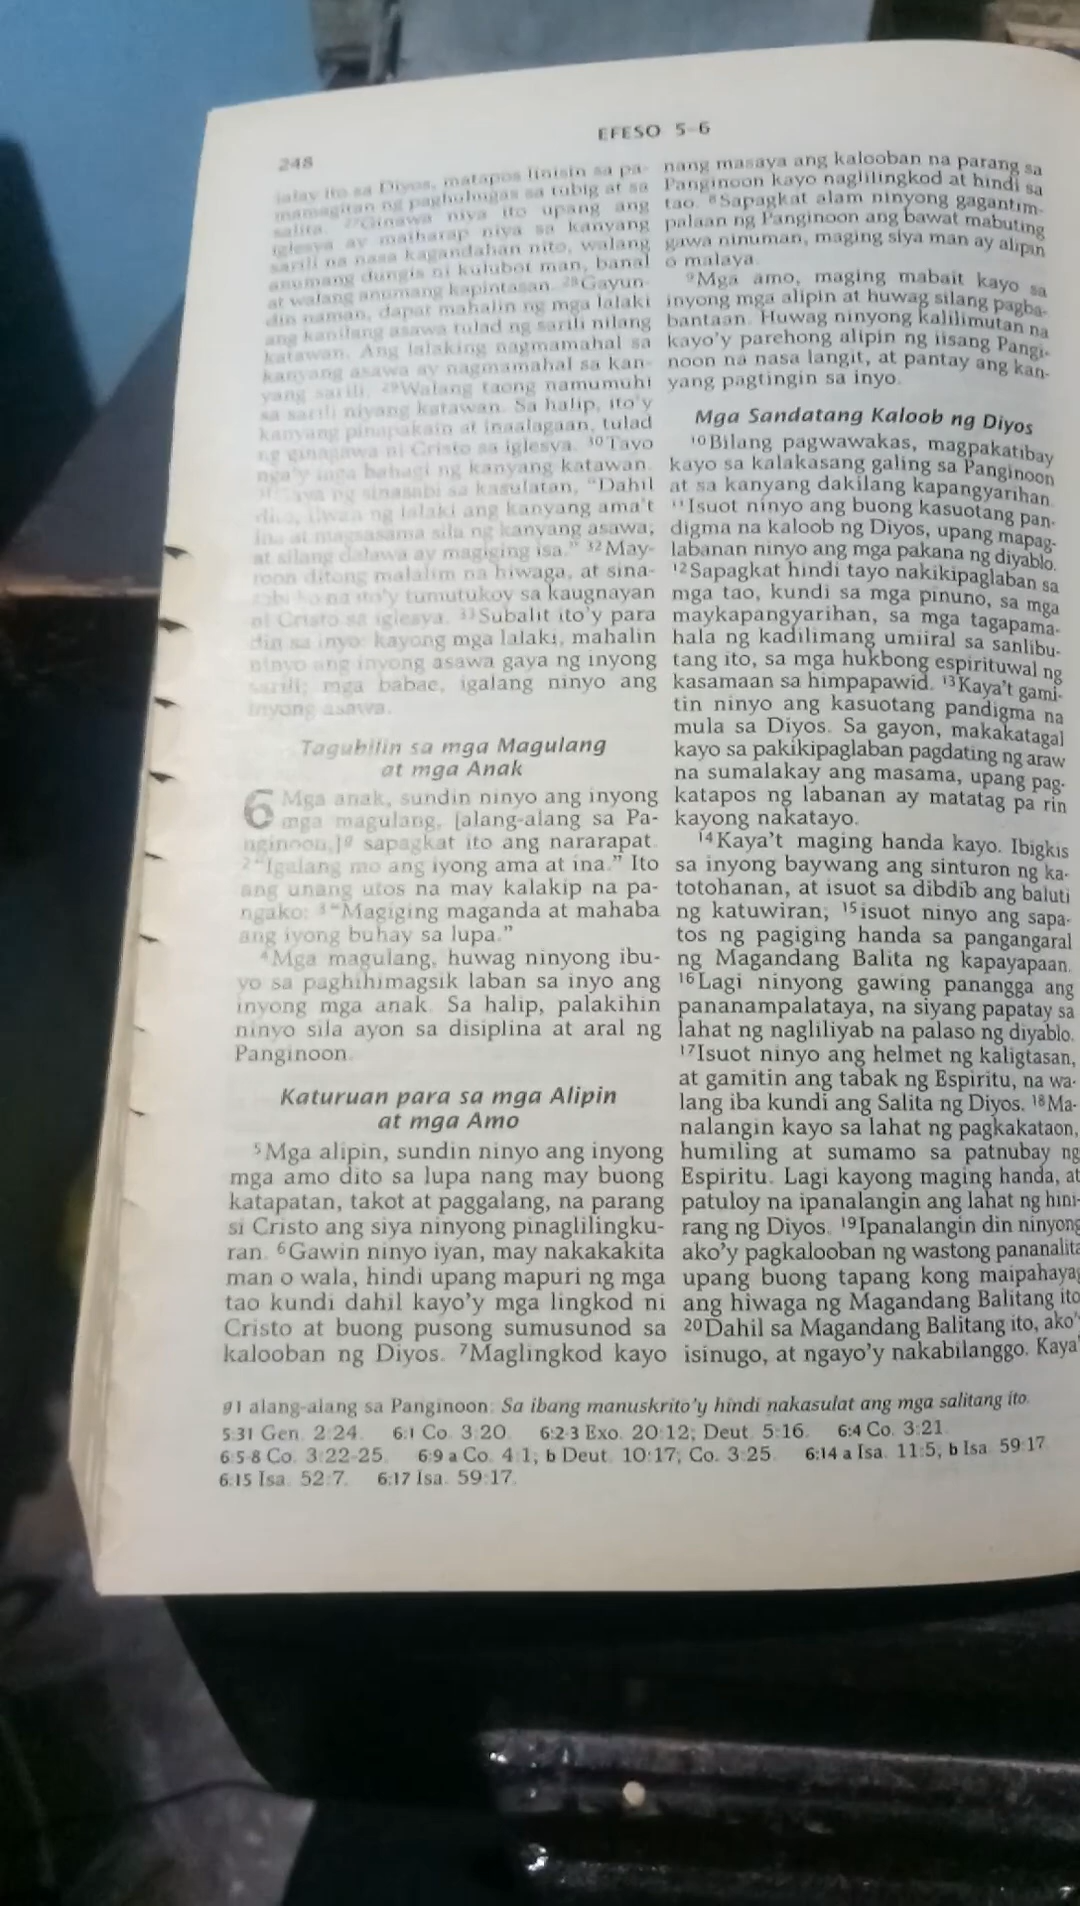 EFESO 5-6
248
ialay ito sa Diyos, matapos linisin sa pa-
mamagitan ng paghuhugas sa tubig at sa
salita. 27Ginawa niya ito upang ang
iglesya ay maiharap niya sa kanyang
sarili na nasa kagandahan nito, walang
anumang dungis ni kulubot man, banal
at walang anumang kapintasan. 28Gayun-
din naman, dapat mahalin ng mga lalaki
ang kanilang asawa tulad ng sarili nilang
katawan. Ang lalaking nagmamahal sa
kanyang asawa ay nagmamahal sa kan-
yang sarili. 29Walang taong namumuhi
sa sarili niyang katawan. Sa halip, ito'y
kanyang pinapakain at inaalagaan, tulad
ng ginagawa ni Cristo sa iglesya. 30Tayo
nga'y mga bahagi ng kanyang katawan.
sinasabi sa kasulatan, "Dahil
dito, iiwan ng lalaki ang kanyang ama't
ina at magsasama sila ng kanyang asawa;
at silang dalawa ay magiging isa." 32May-
roon ditong malalim na hiwaga, at sina-
sabi ko na ito'y tumutukoy sa kaugnayan
ni Cristo sa iglesya. 33Subalit ito'y para
din sa inyo: kayong mga lalaki, mahalin
ninyo ang inyong asawa gaya ng inyong
sarili; mga babae, igalang ninyo ang
inyong asawa.
Tagubilin sa mga Magulang
at mga Anak
6 Mga anak, sundin ninyo ang inyong
mga magulang, [alang-alang sa Pa-
nginoon,]g sapagkat ito ang nararapat.
2"Igalang mo ang iyong ama at ina." Ito
ang unang utos na may kalakip na pa-
ngako: 3"Magiging maganda at mahaba
ang iyong buhay sa lupa."
4Mga magulang, huwag ninyong ibu-
yo sa paghihimagsik laban sa inyo ang
inyong mga anak. Sa halip, palakihin
ninyo sila ayon sa disiplina at aral ng
Panginoon.
Katuruan para sa mga Alipin
at mga Amo
5Mga alipin, sundin ninyo ang inyong
mga amo dito sa lupa nang may buong
katapatan, takot at paggalang, na parang
si Cristo ang siya ninyong pinaglilingku-
ran. 6Gawin ninyo iyan, may nakakakita
man o wala, hindi upang mapuri ng mga
tao kundi dahil kayo'y mga lingkod ni
Cristo at buong pusong sumusunod sa
kalooban ng Diyos. 7Maglingkod kayo
nang masaya ang kalooban na parang sa
Panginoon kayo naglilingkod at hindi sa
tao. 8Sapagkat alam ninyong gagantim-
palaan ng Panginoon ang bawat mabuting
gawa ninuman, maging siya man ay alipin
o malaya.
9Mga amo, maging mabait kayo sa
inyong mga alipin at huwag silang pagba-
bantaan. Huwag ninyong kalilimutan na
kayo'y parehong alipin ng iisang Pangi-
noon na nasa langit, at pantay ang kan-
yang pagtingin sa inyo.
Mga Sandatang Kaloob ng Diyos
10Bilang pagwawakas, magpakatibay
kayo sa kalakasang galing sa Panginoon
at sa kanyang dakilang kapangyarihan.
11Isuot ninyo ang buong kasuotang pan-
digma na kaloob ng Diyos, upang mapag-
labanan ninyo ang mga pakana ng diyablo.
12Sapagkat hindi tayo nakikipaglaban sa
mga tao, kundi sa mga pinuno, sa mga
maykapangyarihan, sa mga tagapama-
hala ng kadilimang umiiral sa sanlibu-
tang ito, sa mga hukbong espirituwal ng
kasamaan sa himpapawid. 13Kaya't gami-
tin ninyo ang kasuotang pandigma na
mula sa Diyos. Sa gayon, makakatagal
kayo sa pakikipaglaban pagdating ng araw
na sumalakay ang masama, upang pag-
katapos ng labanan ay matatag pa rin
kayong nakatayo.
14Kaya't maging handa kayo. Ibigkis
sa inyong baywang ang sinturon ng ka-
totohanan, at isuot sa dibdib ang baluti
ng katuwiran; 15isuot ninyo ang sapa-
tos ng pagiging handa sa pangangaral
ng Magandang Balita ng kapayapaan.
16Lagi ninyong gawing panangga ang
pananampalataya, na siyang papatay sa
lahat ng nagliliyab na palaso ng diyablo.
17Isuot ninyo ang helmet ng kaligtasan,
at gamitin ang tabak ng Espiritu, na wa-
lang iba kundi ang Salita ng Diyos. 18Ma-
nalangin kayo sa lahat ng pagkakataon,
humiling at sumamo sa patnubay ng
Espiritu. Lagi kayong maging handa, at
patuloy na ipanalangin ang lahat ng hini-
rang ng Diyos. 19Ipanalangin din ninyong
ako'y pagkalooban ng wastong pananalita
upang buong tapang kong maipahayag
ang hiwaga ng Magandang Balitang ito.
20Dahil sa Magandang Balitang ito, ako'
isinugo, at ngayo'y nakabilanggo. Kaya'
g1 alang-alang sa Panginoon: Sa ibang manuskrito'y hindi nakasulat ang mga salitang ito.
5:31 Gen. 2:24. 6:1 Co. 3:20. 6:2-3 Exo. 20:12; Deut. 5:16. 6:4 Co. 3:21.
6:5-8 Co. 3:22-25. 6:9 a Co. 4:1; b Deut. 10:17; Co. 3:25. 6:14 a Isa. 11:5; b Isa. 59:17.
6:15 Isa. 52:7. 6:17 Isa. 59:17.